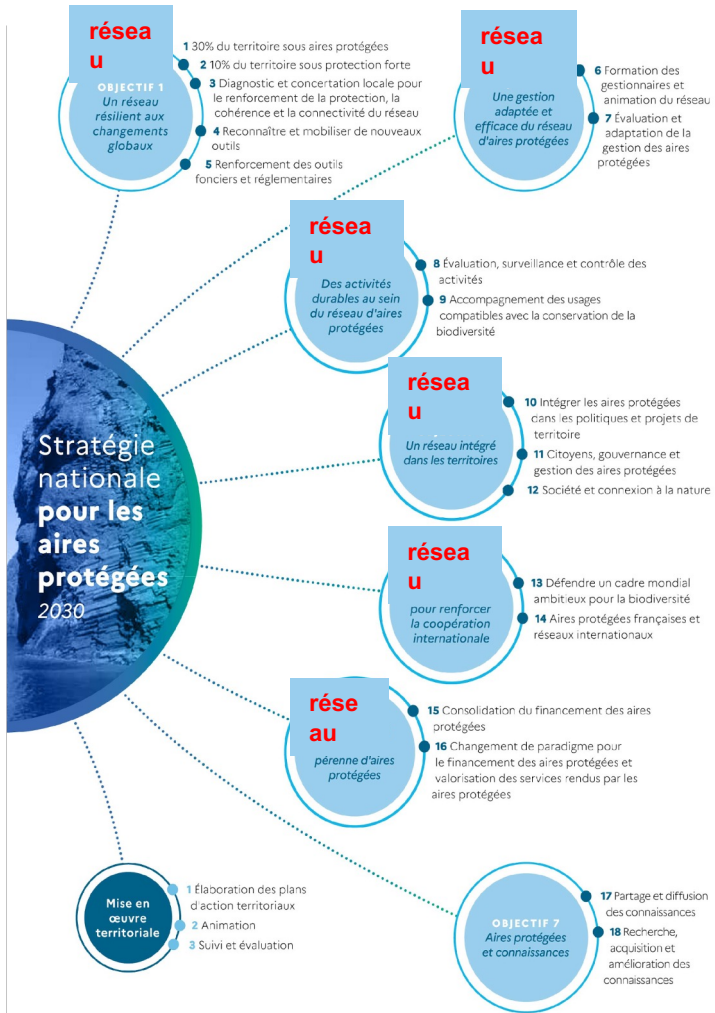 résea
u
OBJECTIF 1
Un réseau
résilient aux
changements
globaux
1 30% du territoire sous aires protégées
2 10% du territoire sous protection forte
3 Diagnostic et concertation locale pour
le renforcement de la protection, la
cohérence et la connectivité du réseau
4 Reconnaître et mobiliser de nouveaux
outils
5 Renforcement des outils
fonciers et réglementaires
résea
u
Une gestion
adaptée et
efficace du réseau
d'aires protégées
6 Formation des
gestionnaires et
animation du réseau
7 Évaluation et
adaptation de la
gestion des aires
protégées
résea
u
Des activités
durables au sein
du réseau d'aires
protégées
8 Évaluation, surveillance et contrôle des
activités
9 Accompagnement des usages
compatibles avec la conservation de la
biodiversité
résea
u
Un réseau intégré
dans les territoires
10 Intégrer les aires protégées
dans les politiques et projets de
territoire
11 Citoyens, gouvernance et
gestion des aires protégées
12 Société et connexion à la nature
Stratégie
nationale
pour les
aires
protégées
2030
résea
u
pour renforcer
la coopération
internationale
13 Défendre un cadre mondial
ambitieux pour la biodiversité
14 Aires protégées françaises et
réseaux internationaux
rése
au
pérenne d'aires
protégées
15 Consolidation du financement des aires
protégées
16 Changement de paradigme pour
le financement des aires protégées et
valorisation des services rendus par les
aires protégées
Mise en
œuvre
territoriale
1 Élaboration des plans
d'action territoriaux
2 Animation
3 Suivi et évaluation
OBJECTIF 7
Aires protégées
et connaissances
17 Partage et diffusion
des connaissances
18 Recherche,
acquisition et
amélioration des
connaissances